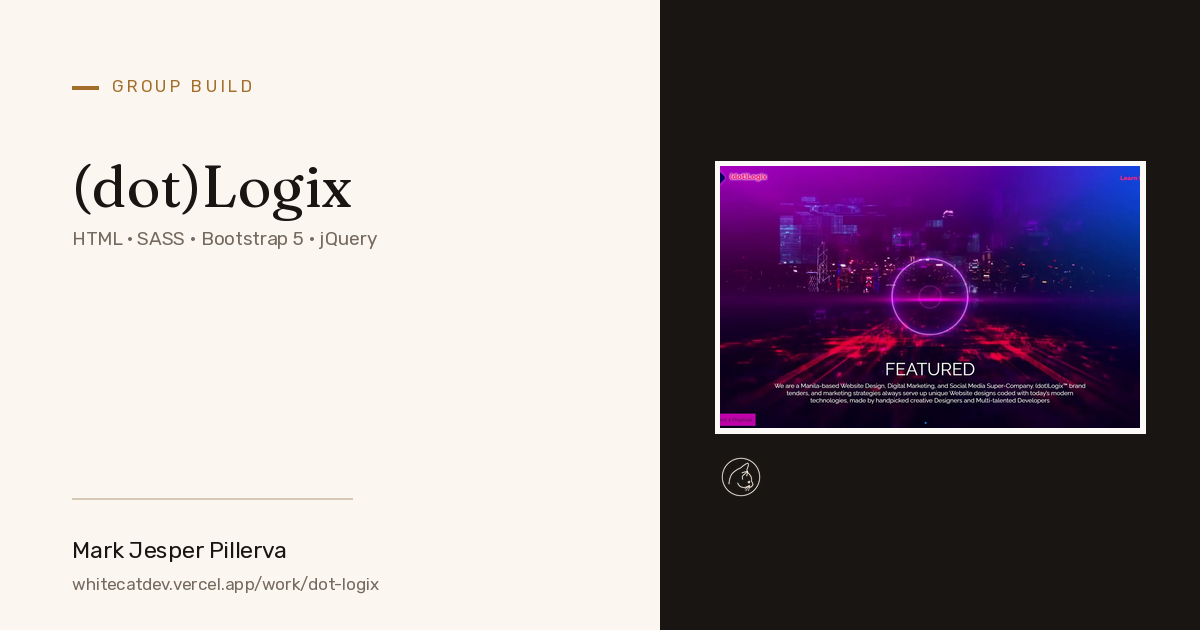 GROUP BUILD
(dot)Logix
HTML • SASS • Bootstrap 5 • jQuery
Mark Jesper Pillerva
whitecatdev.vercel.app/work/dot-logix
(dot)Logix
Learn
FEATURED
We are a Manila-based Website Design, Digital Marketing, and Social Media Super-Company. (dot)Logix™ brand
tenders, and marketing strategies always serve up unique Website designs coded with today's modern
technologies, made by handpicked creative Designers and Multi-talented Developers